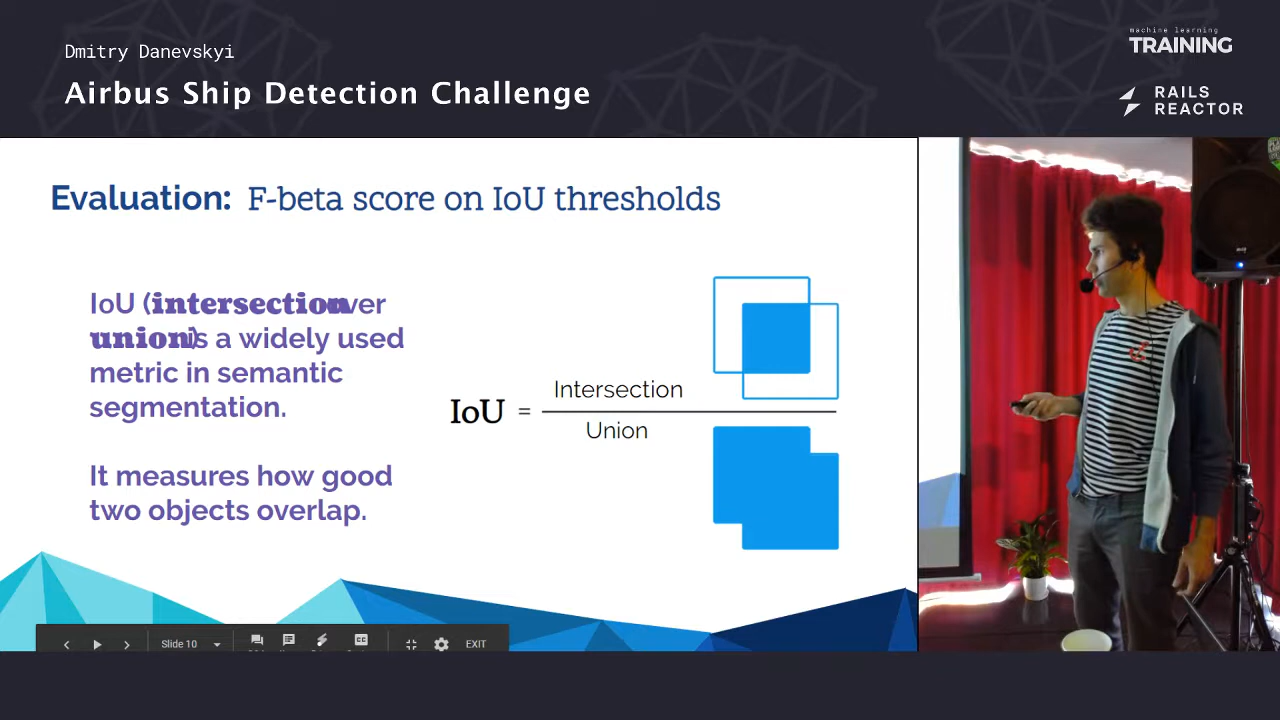 Dmitry Danevskyi
Airbus Ship Detection Challenge
machine learning
TRAINING
RAILS
REACTOR
Evaluation: F-beta score on IoU thresholds
IoU (intersection over
union) is a widely used
metric in semantic
segmentation.
It measures how good
two objects overlap.
IoU = Intersection
Union
Slide 10
CC
EXIT